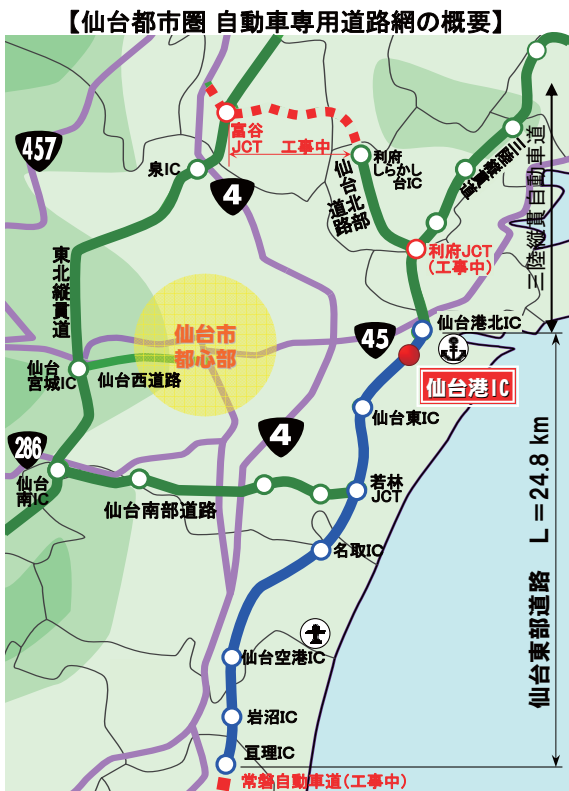 【仙台都市圏 自動車専用道路網の概要】
457
富谷
JCT 工事中
泉IC
4
利府
しらかし
台IC
仙台北部
道路
三陸縦貫
道
三陸縦貫自動車道
東北縦貫道
利府JCT
(工事中)
仙台市
都心部
45
仙台港北IC
仙台
宮城IC
仙台西道路
仙台港IC
仙台東IC
286
4
仙台
南IC
仙台南部道路
若林
JCT
名取IC
仙台東部道路 L=24.8 km
仙台空港IC
岩沼IC
亘理IC
常磐自動車道(工事中)